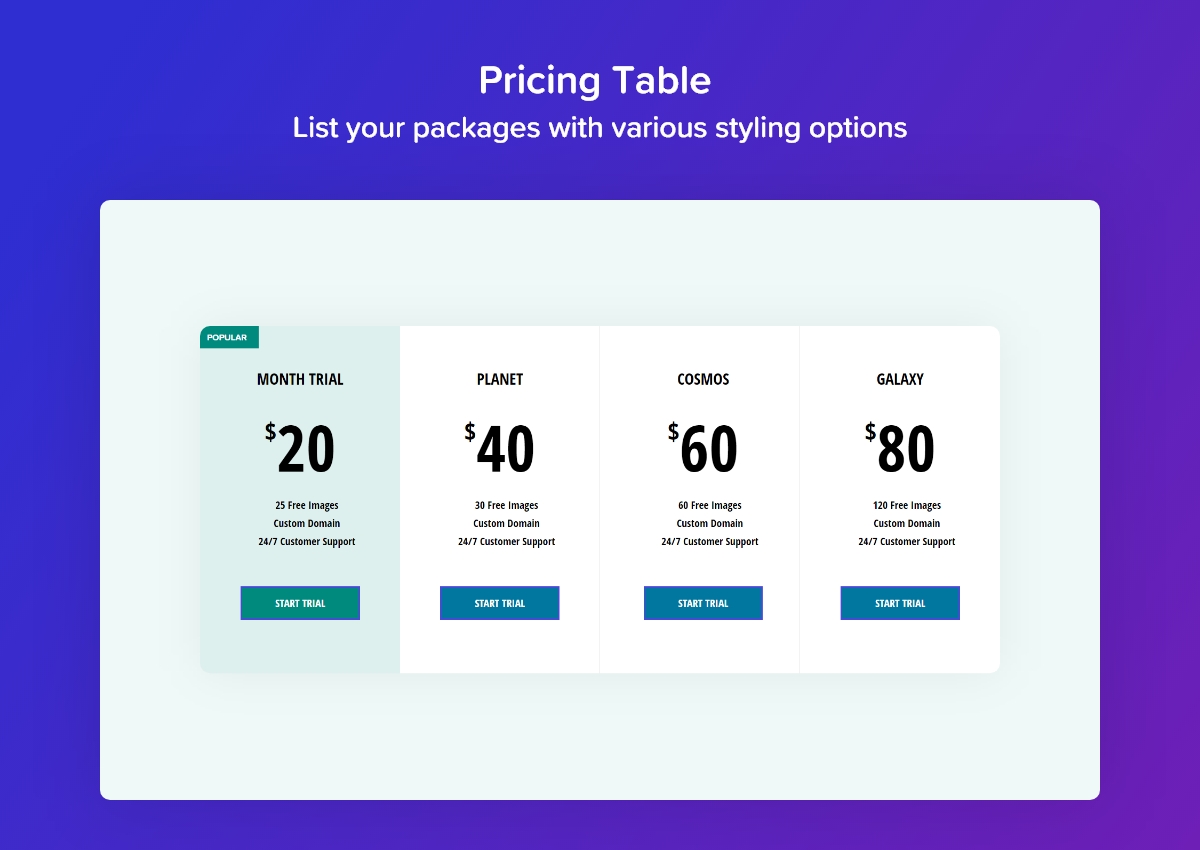 Pricing Table
List your packages with various styling options
POPULAR
MONTH TRIAL
$20
25 Free Images
Custom Domain
24/7 Customer Support
START TRIAL
PLANET
$40
30 Free Images
Custom Domain
24/7 Customer Support
START TRIAL
COSMOS
$60
60 Free Images
Custom Domain
24/7 Customer Support
START TRIAL
GALAXY
$80
120 Free Images
Custom Domain
24/7 Customer Support
START TRIAL